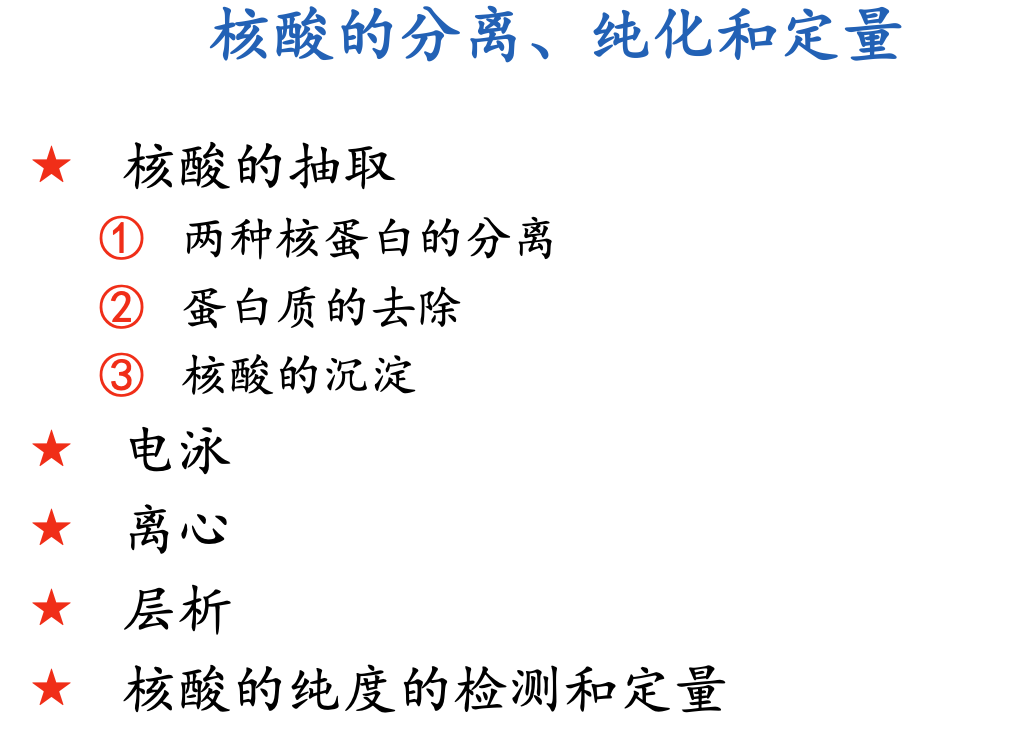 核酸的分离、纯化和定量
★ 核酸的抽取
① 两种核蛋白的分离
② 蛋白质的去除
③ 核酸的沉淀
★ 电泳
★ 离心
★ 层析
★ 核酸的纯度的检测和定量